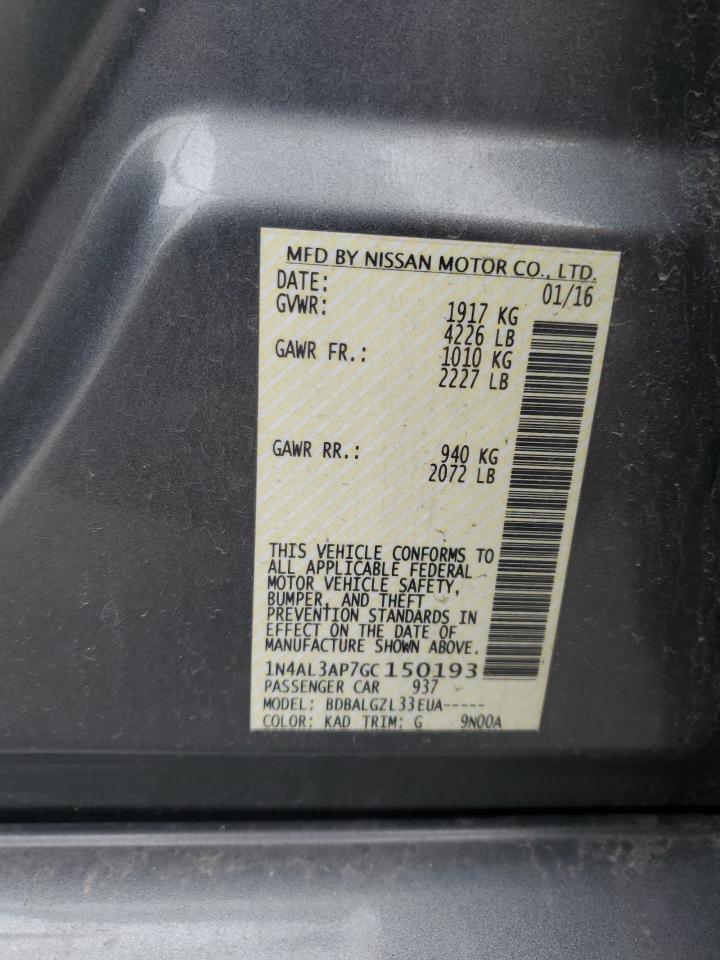 MFD BY NISSAN MOTOR CO., LTD.
DATE: 01/16
GVWR: 1917 KG
4226 LB
GAWR FR.: 1010 KG
2227 LB
GAWR RR.: 940 KG
2072 LB
THIS VEHICLE CONFORMS TO
ALL APPLICABLE FEDERAL
MOTOR VEHICLE SAFETY,
BUMPER, AND THEFT
PREVENTION STANDARDS IN
EFFECT ON THE DATE OF
MANUFACTURE SHOWN ABOVE.
1N4AL3AP7GC150193
PASSENGER CAR 937
MODEL: BDBALGZL33EUA-----
COLOR: KAD TRIM: G 9N00A